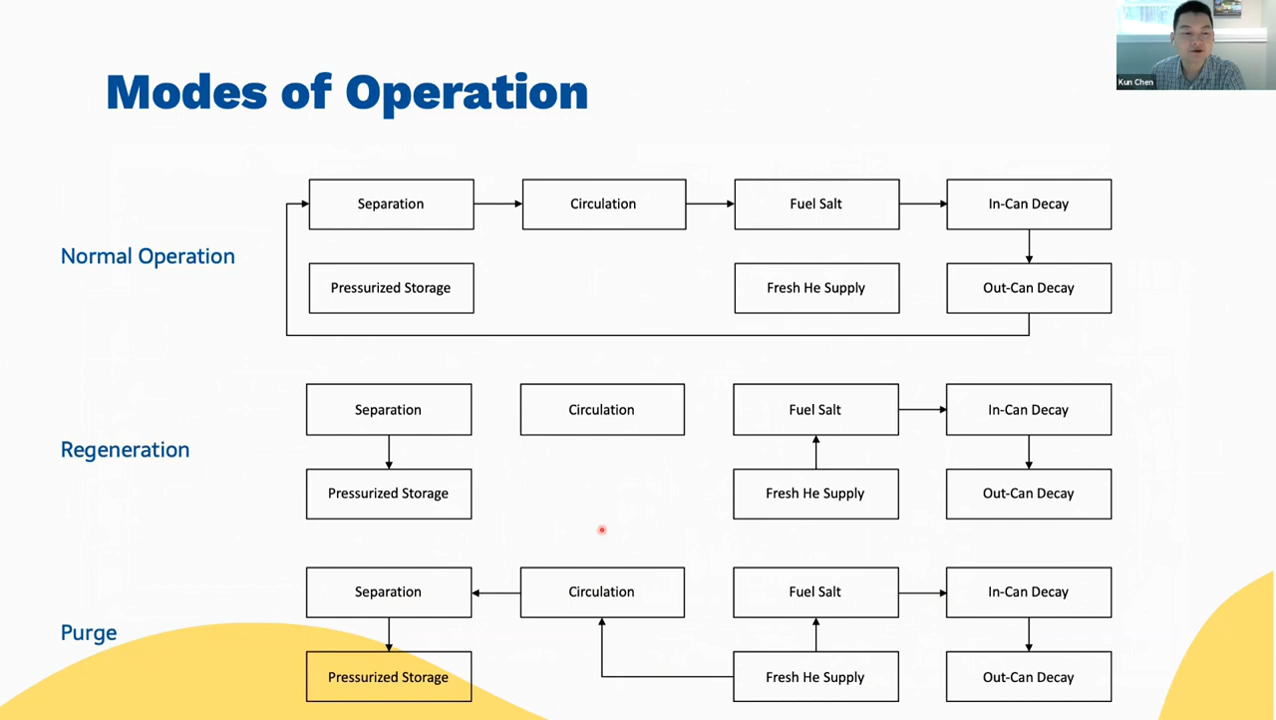 Modes of Operation
Kun Chen
Normal Operation
Separation
Circulation
Fuel Salt
In-Can Decay
Pressurized Storage
Fresh He Supply
Out-Can Decay
Regeneration
Separation
Circulation
Fuel Salt
In-Can Decay
Pressurized Storage
Fresh He Supply
Out-Can Decay
Purge
Separation
Circulation
Fuel Salt
In-Can Decay
Pressurized Storage
Fresh He Supply
Out-Can Decay